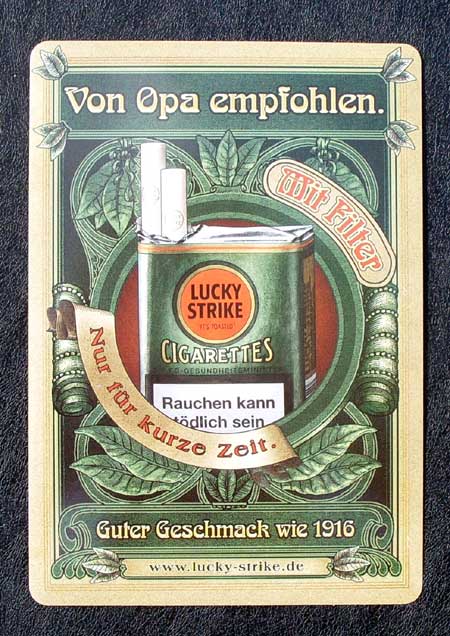 Von Opa empfohlen.
Mit Filter
LUCKY
STRIKE
IT'S TOASTED
CIGARETTES
Rauchen kann
tödlich sein
Nur für kurze Zeit.
Guter Geschmack wie 1916
www.lucky-strike.de